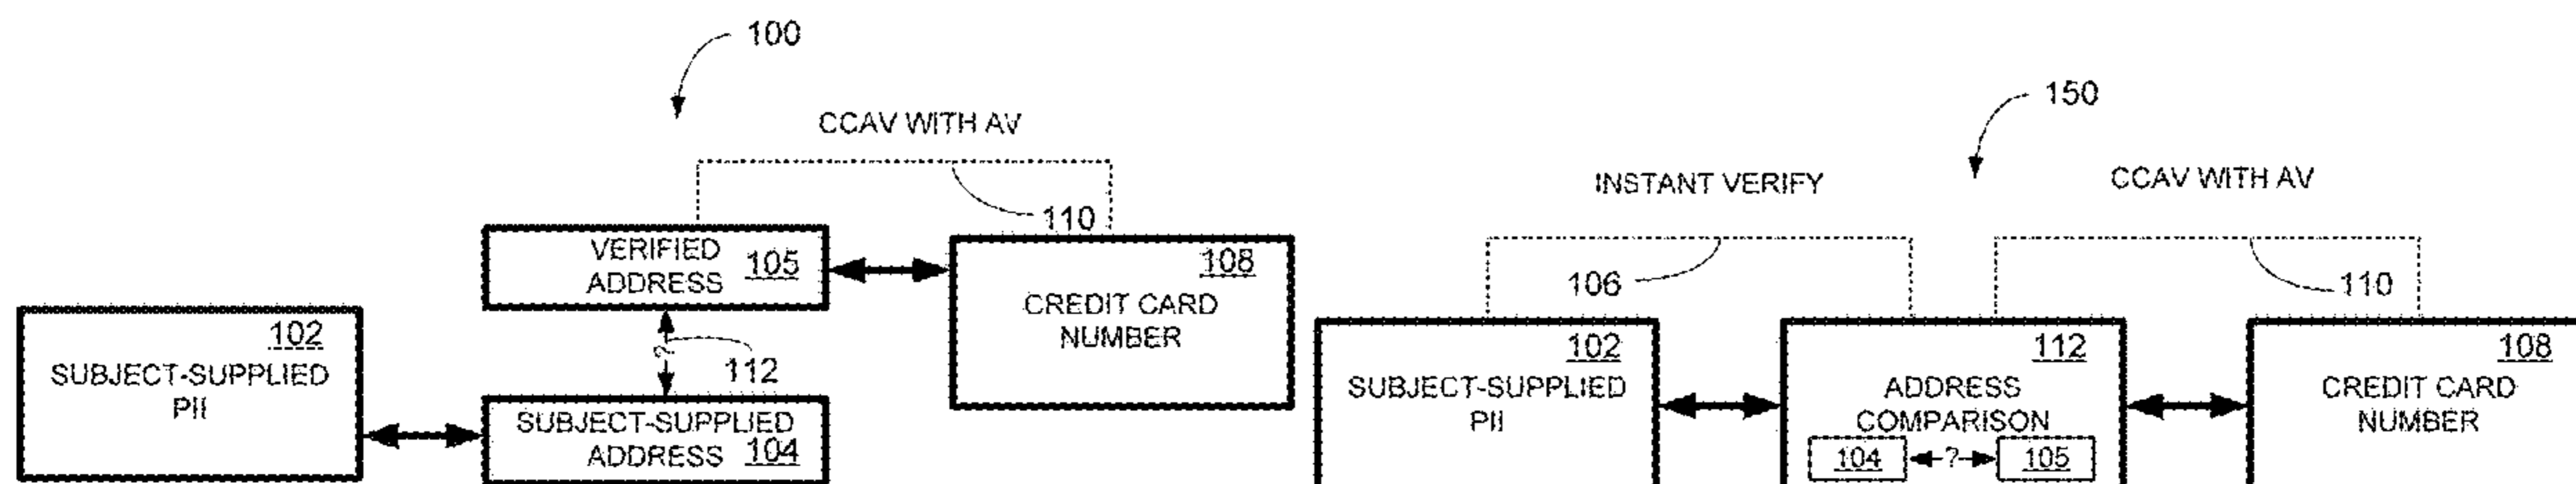 100
CCAV WITH AV
110
VERIFIED
ADDRESS 105
108
CREDIT CARD
NUMBER
102
SUBJECT-SUPPLIED
PII
?
112
SUBJECT-SUPPLIED
ADDRESS 104
150
INSTANT VERIFY
CCAV WITH AV
106
110
102
SUBJECT-SUPPLIED
PII
112
ADDRESS
COMPARISON
104 ? 105
108
CREDIT CARD
NUMBER